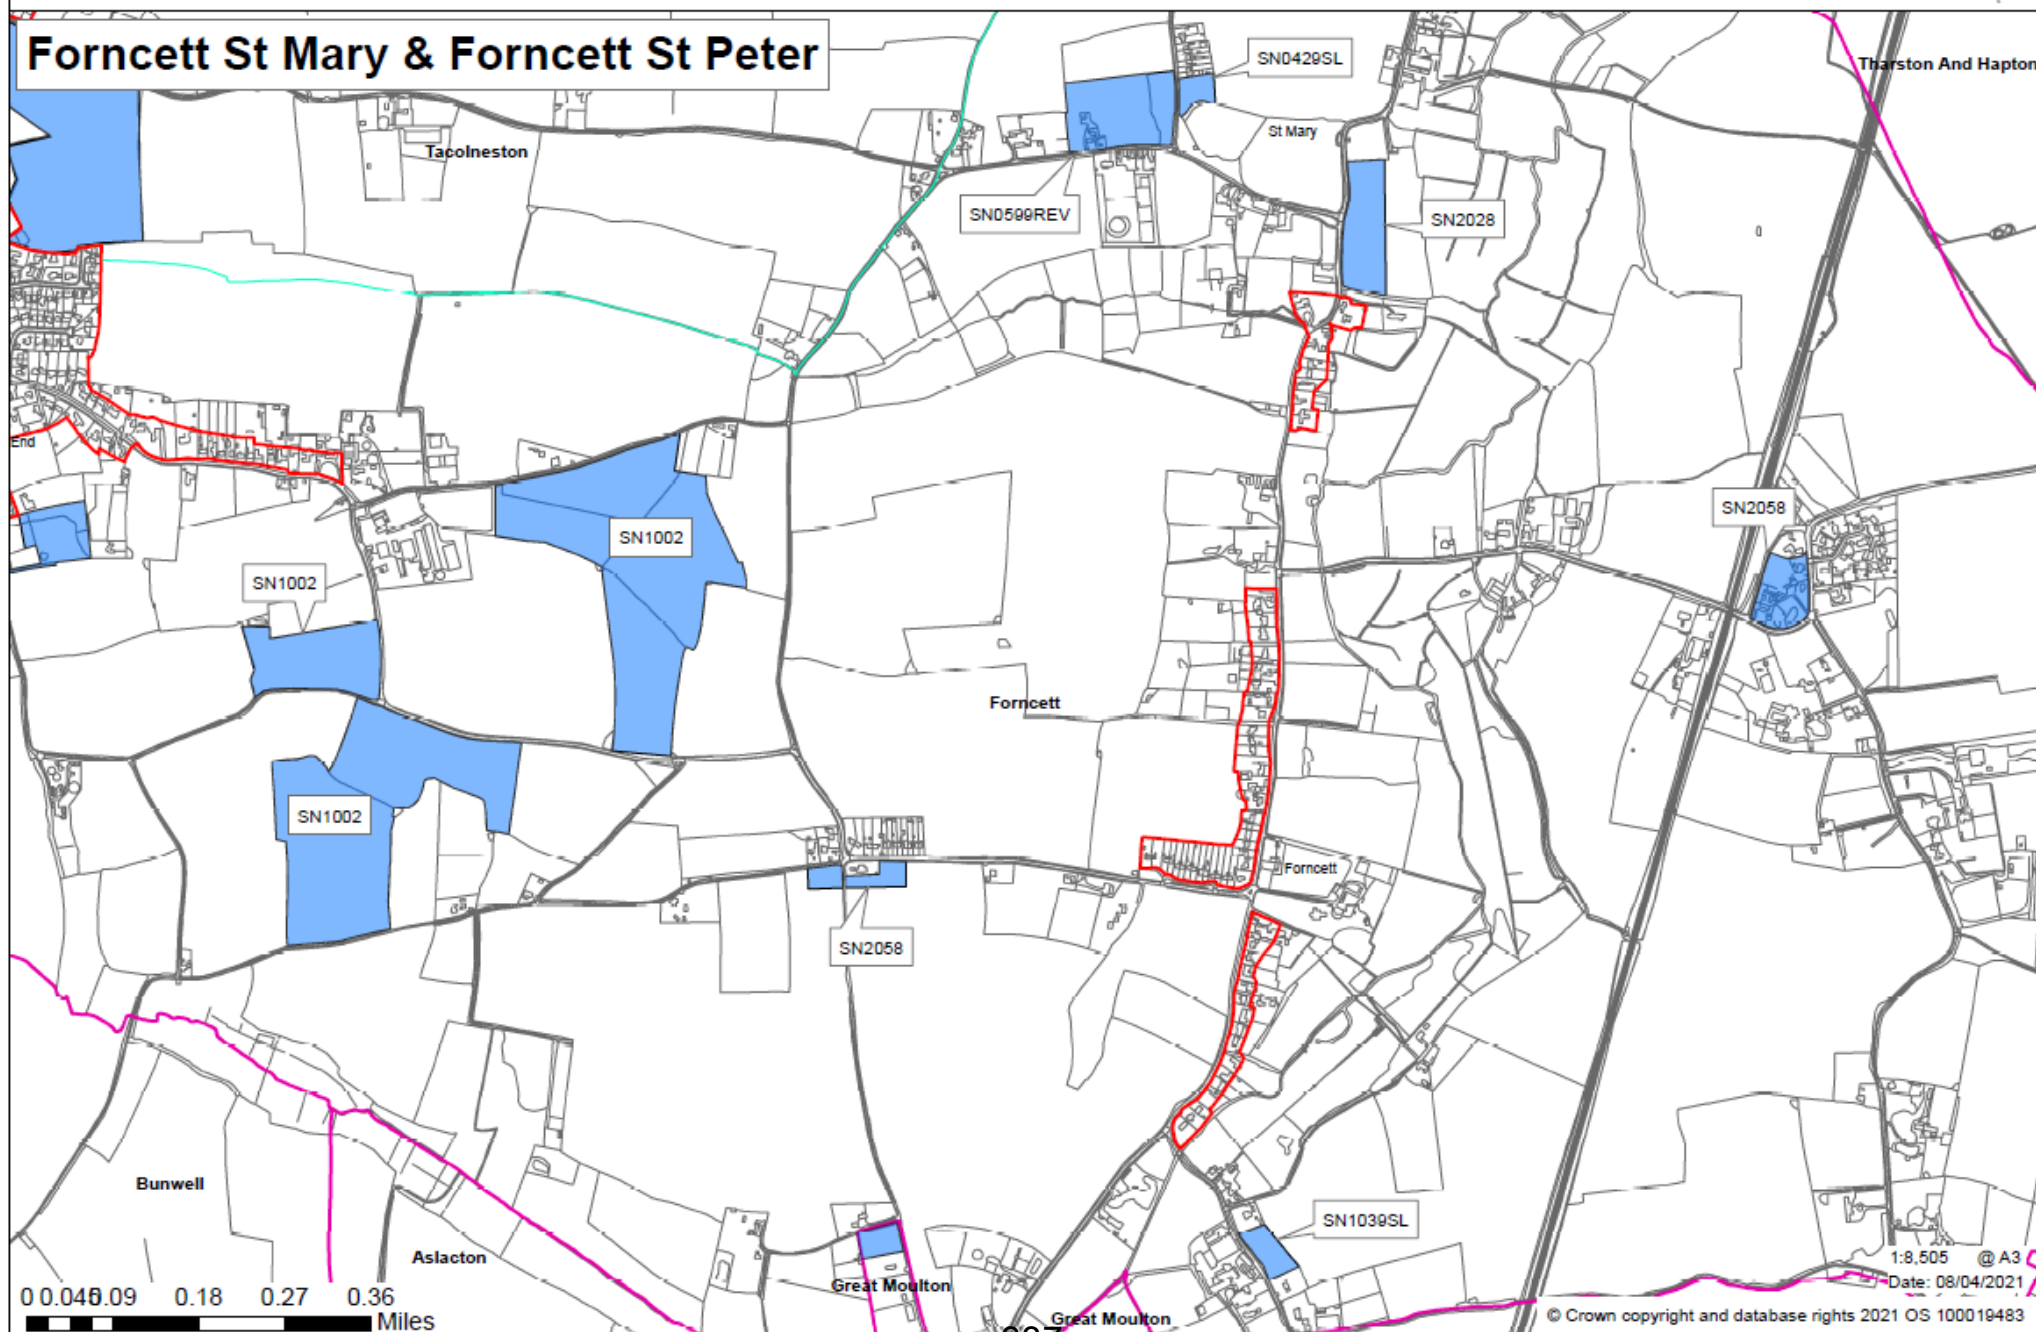 Forncett St Mary & Forncett St Peter
SN0429SL
Tharston And Hapton
St Mary
Tacolneston
SN0599REV
SN2028
End
SN1002
SN2058
SN1002
Forncett
SN1002
Forncett
SN2058
Bunwell
SN1039SL
Aslacton
Great Moulton
Great Moulton
1:8,505 @ A3
Date: 08/04/2021
0 0.045 0.09 0.18 0.27 0.36
Miles
© Crown copyright and database rights 2021 OS 100019483